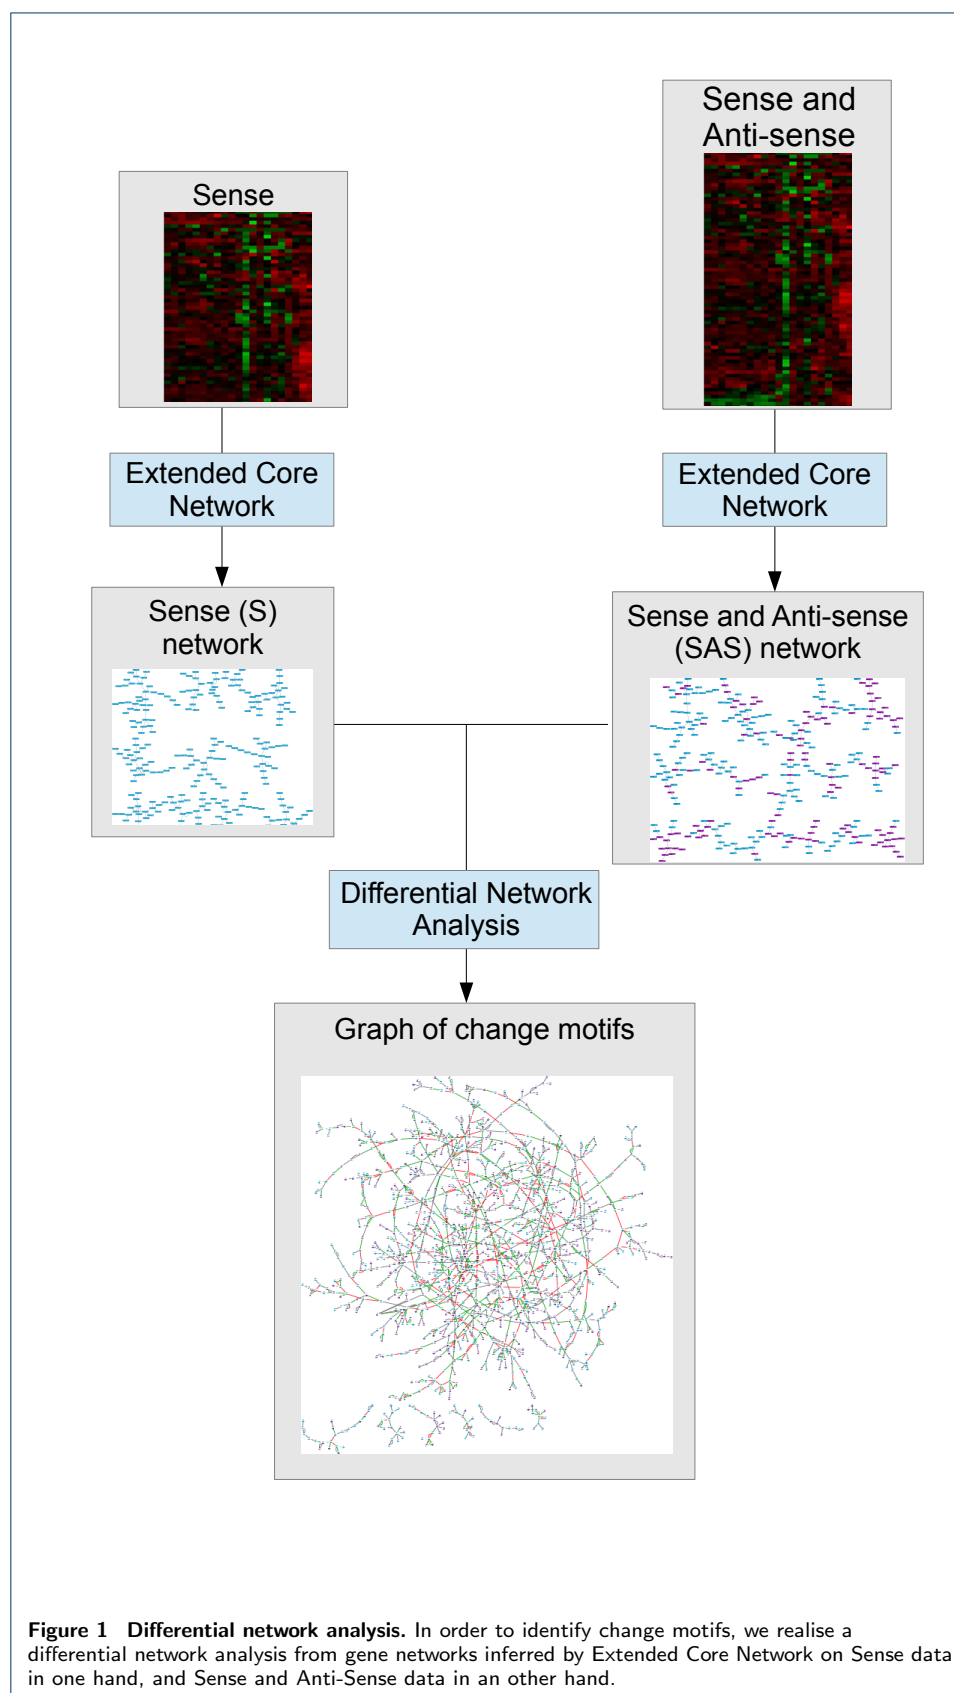 Sense and
Anti-sense
Sense
Extended Core
Network
Extended Core
Network
Sense (S)
network
Sense and Anti-sense
(SAS) network
Differential Network
Analysis
Graph of change motifs
Figure 1 Differential network analysis. In order to identify change motifs, we realise a
differential network analysis from gene networks inferred by Extended Core Network on Sense data
in one hand, and Sense and Anti-Sense data in an other hand.